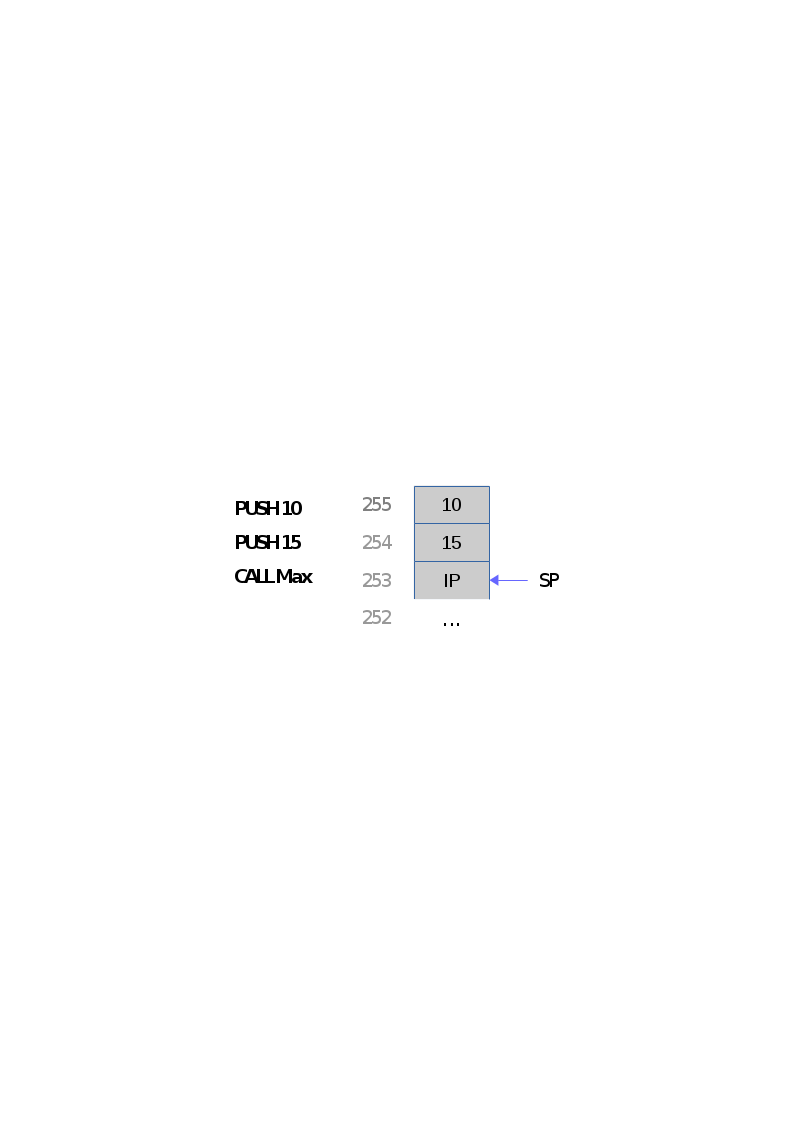 PUSH 10 255 10
PUSH 15 254 15
CALL Max 253 IP SP
252 ...